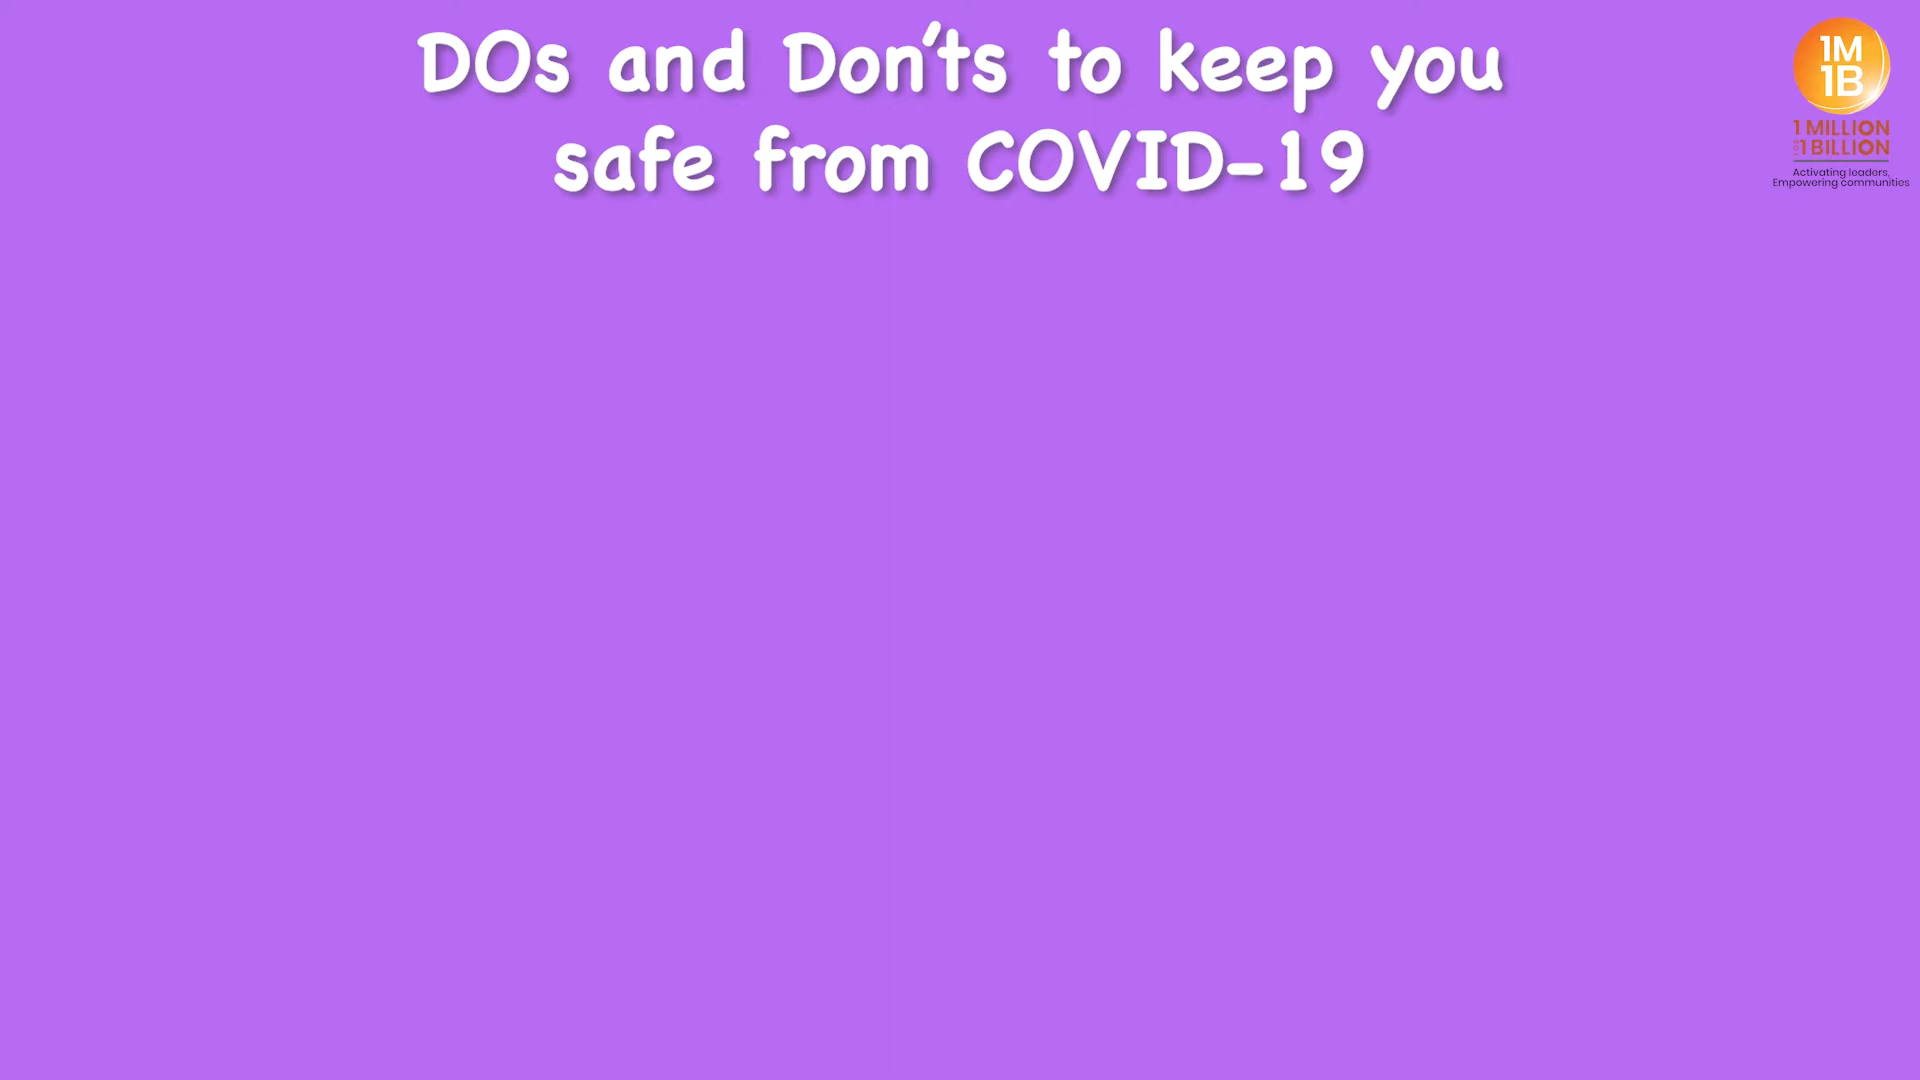 DOs and Don'ts to keep you
safe from COVID-19
1M
1B
1 MILLION
1 BILLION
Activating leaders,
Empowering communities